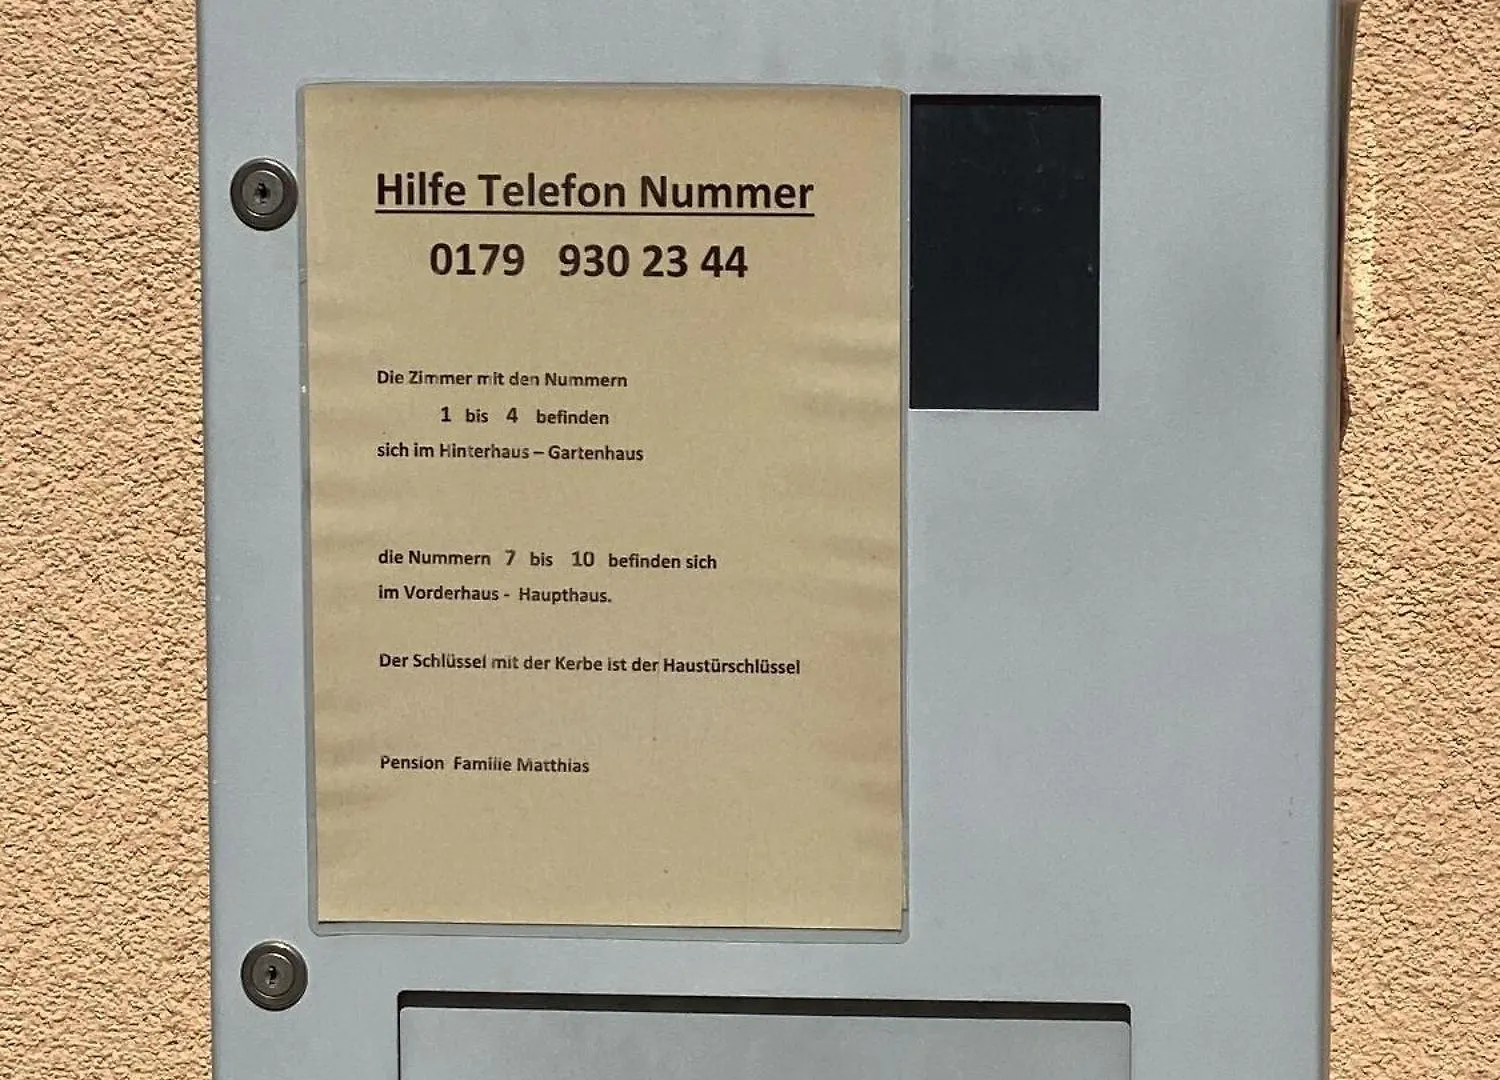 Hilfe Telefon Nummer
0179 930 23 44
Die Zimmer mit den Nummern
1 bis 4 befinden
sich im Hinterhaus – Gartenhaus
die Nummern 7 bis 10 befinden sich
im Vorderhaus - Haupthaus.
Der Schlüssel mit der Kerbe ist der Haustürschlüssel
Pension Familie Matthias